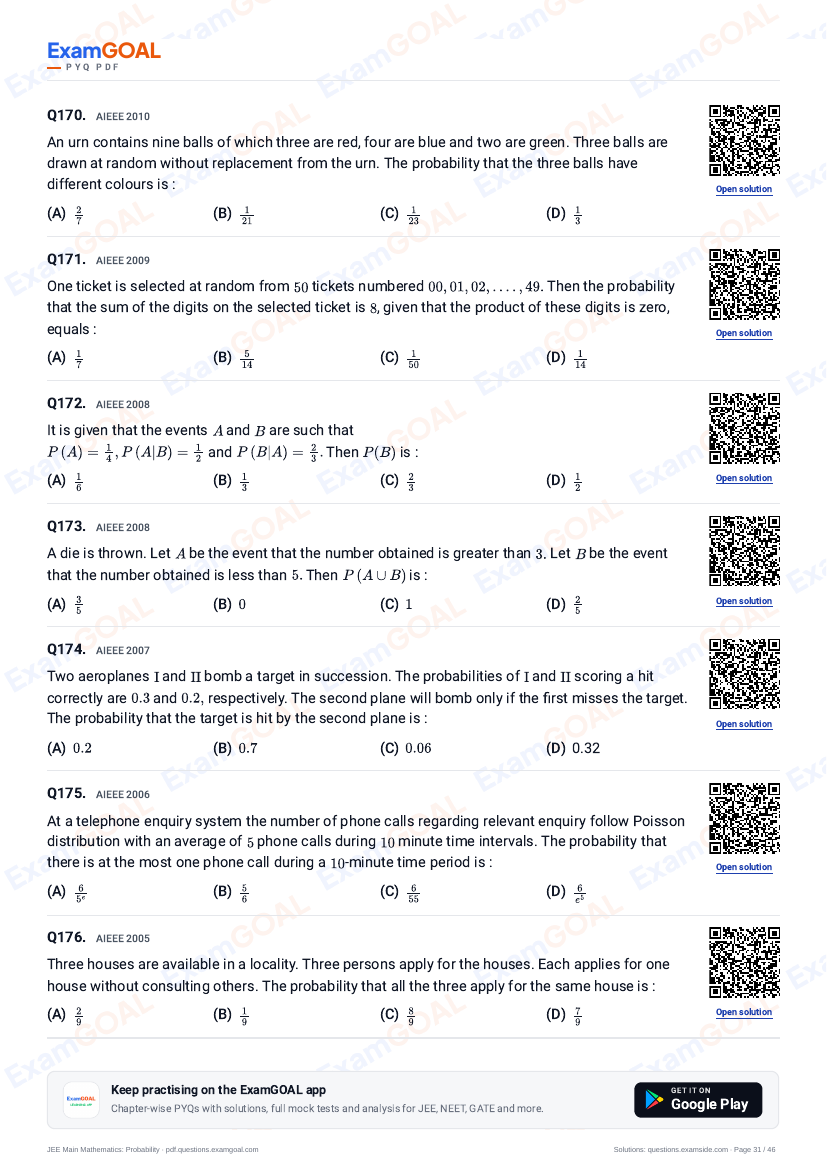 ExamGOAL
PYQ PDF
Q170. AIEEE 2010
An urn contains nine balls of which three are red, four are blue and two are green. Three balls are
drawn at random without replacement from the urn. The probability that the three balls have
different colours is :
(A) 2/7 (B) 1/21 (C) 1/23 (D) 1/3
Open solution
Q171. AIEEE 2009
One ticket is selected at random from 50 tickets numbered 00, 01, 02, . . . . , 49. Then the probability
that the sum of the digits on the selected ticket is 8, given that the product of these digits is zero,
equals :
(A) 1/7 (B) 5/14 (C) 1/50 (D) 1/14
Open solution
Q172. AIEEE 2008
It is given that the events A and B are such that
P (A) = 1/4, P (A|B) = 1/2 and P (B|A) = 2/3. Then P(B) is :
(A) 1/6 (B) 1/3 (C) 2/3 (D) 1/2
Open solution
Q173. AIEEE 2008
A die is thrown. Let A be the event that the number obtained is greater than 3. Let B be the event
that the number obtained is less than 5. Then P (A ∪ B) is :
(A) 3/5 (B) 0 (C) 1 (D) 2/5
Open solution
Q174. AIEEE 2007
Two aeroplanes I and II bomb a target in succession. The probabilities of I and II scoring a hit
correctly are 0.3 and 0.2, respectively. The second plane will bomb only if the first misses the target.
The probability that the target is hit by the second plane is :
(A) 0.2 (B) 0.7 (C) 0.06 (D) 0.32
Open solution
Q175. AIEEE 2006
At a telephone enquiry system the number of phone calls regarding relevant enquiry follow Poisson
distribution with an average of 5 phone calls during 10 minute time intervals. The probability that
there is at the most one phone call during a 10-minute time period is :
(A) 6/5^e (B) 5/6 (C) 6/55 (D) 6/e^5
Open solution
Q176. AIEEE 2005
Three houses are available in a locality. Three persons apply for the houses. Each applies for one
house without consulting others. The probability that all the three apply for the same house is :
(A) 2/9 (B) 1/9 (C) 8/9 (D) 7/9
Open solution
ExamGOAL
Keep practising on the ExamGOAL app
Chapter-wise PYQs with solutions, full mock tests and analysis for JEE, NEET, GATE and more.
GET IT ON
Google Play
JEE Main Mathematics: Probability · pdf.questions.examgoal.com
Solutions: questions.examside.com · Page 31 / 46